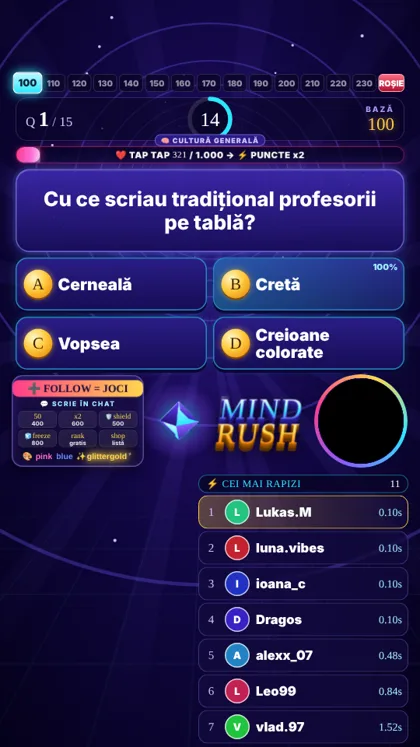 100 110 120 130 140 150 160 170 180 190 200 210 220 230 ROȘIE
Q 1 / 15
14
BAZĂ
100
🧠 CULTURĂ GENERALĂ
❤️ TAP TAP 321 / 1.000 → ⚡ PUNCTE x2
Cu ce scriau tradițional profesorii
pe tablă?
A Cerneală
B Cretă 100%
C Vopsea
D Creioane
colorate
➕ FOLLOW = JOCI
💬 SCRIE ÎN CHAT
50 x2 🛡️ shield
400 600 500
🧊 freeze rank shop
800 gratis listă
🎨 pink blue ✨glittergold
MIND
RUSH
⚡ CEI MAI RAPIZI 11
1 L Lukas.M 0.10s
2 L luna.vibes 0.10s
3 I ioana_c 0.10s
4 D Dragos 0.10s
5 A alexx_07 0.48s
6 L Leo99 0.84s
7 V vlad.97 1.52s